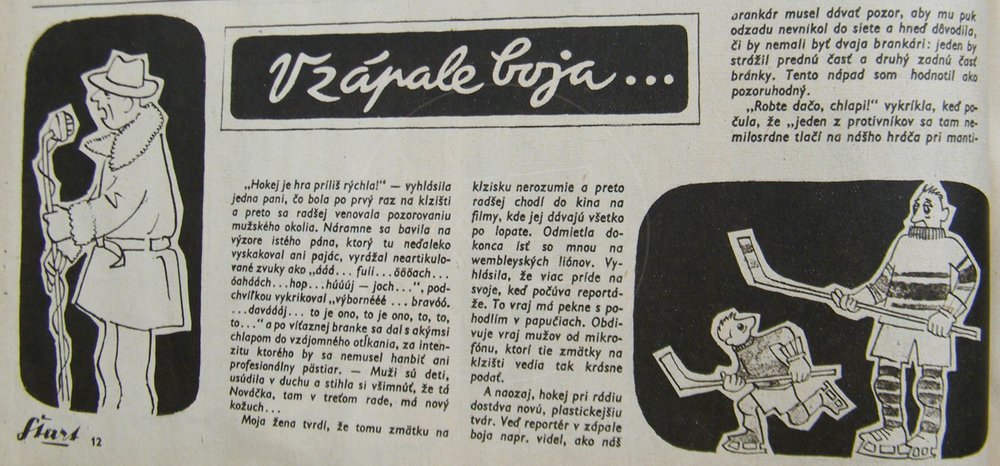 V zápale boja...
„Hokej je hra príliš rýchla!" — vyhlásila
jedna pani, čo bola po prvý raz na klzišti
a preto sa radšej venovala pozorovaniu
mužského okolia. Náramne sa bavila na
výzore istého pána, ktorý tu neďaleko
vyskakoval ani pajác, vyrážal neartikulo-
vané zvuky ako „ááá... fuli... ööööach...
óahdách... hop... húúúj — joch...", pod-
chvíľkou vykrikoval „výbornééé ... bravóó.
...davdáđj... to je ono, to je ono, to, to,
to..." a po víťaznej branke sa dal s akýmsi
chlapom do vzájomného otĺkania, za inten-
zitu ktorého by sa nemusel hanbiť ani
profesionálny pästiar. — Muži sú deti,
usúdila v duchu a stihla si všimnúť, že tá
Nováčka, tam v treťom rade, má nový
kožuch...
Moja žena tvrdí, že tomu zmätku na
klzisku nerozumie a preto
radšej chodí do kina na
filmy, kde jej dávajú všetko
po lopate. Odmietla do-
konca ísť so mnou na
wembleyských liónov. Vy-
hlásila, že viac príde na
svoje, keď počúva reportá-
že. To vraj má pekne s po-
hodlím v papučiach. Obdi-
vuje vraj mužov od mikro-
fónu, ktorí tie zmätky na
klzišti vedia tak krásne
podať.
A naozaj, hokej pri rádiu
dostáva novú, plastickejšiu
tvár. Veď reportér v zápale
boja napr. videl, ako náš
brankár musel dávať pozor, aby mu puk
odzadu nevnikol do siete a hneď dôvodila,
či by nemali byť dvaja brankári: jeden by
strážil prednú časť a druhý zadnú časť
bránky. Tento nápad som hodnotil ako
pozoruhodný.
„Robte dačo, chlapi!" vykríkla, keď po-
čula, že „jeden z protivníkov sa tam ne-
milosrdne tlačí na nášho hráča pri manti-
Štart 12